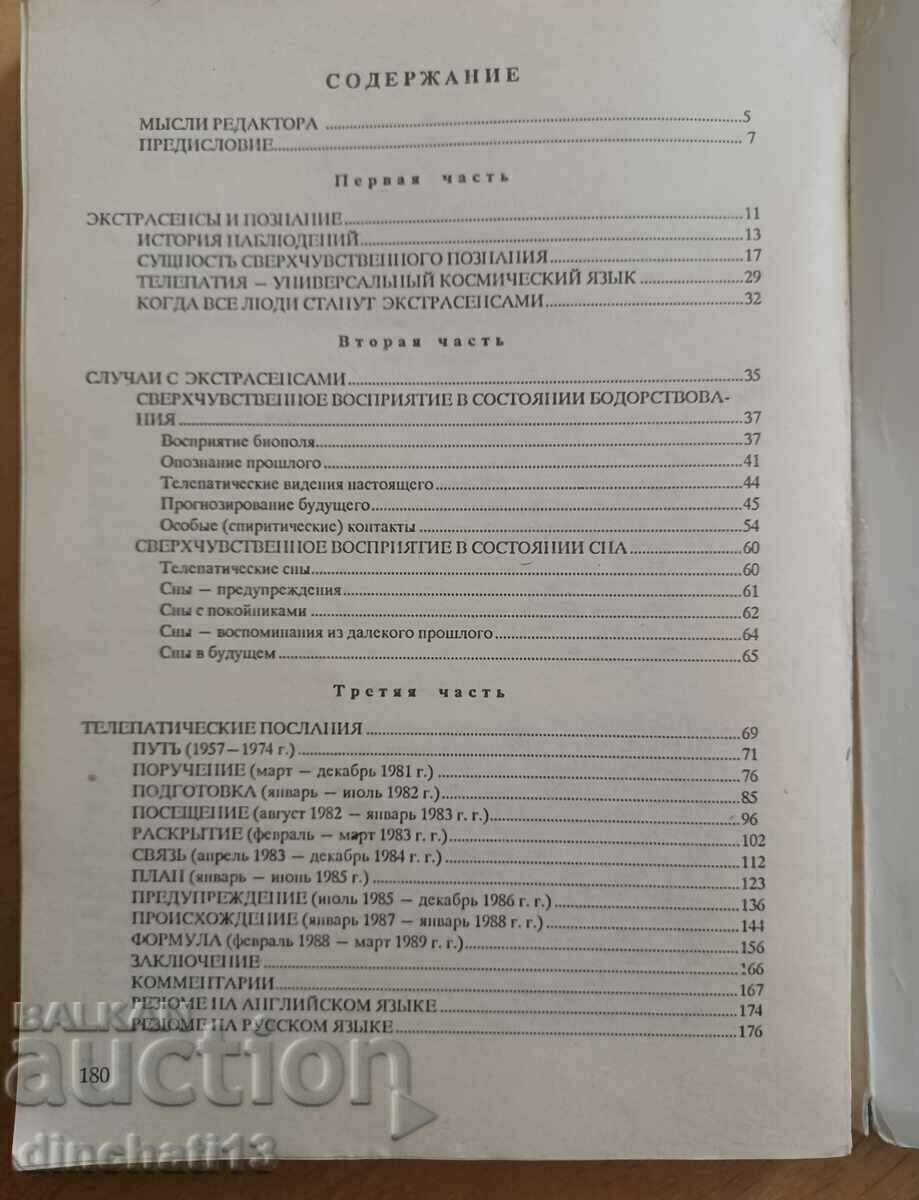 СОДЕРЖАНИЕ
МЫСЛИ РЕДАКТОРА 5
ПРЕДИСЛОВИЕ 7
Первая часть
ЭКСТРАСЕНСЫ И ПОЗНАНИЕ 11
ИСТОРИЯ НАБЛЮДЕНИЙ 13
СУЩНОСТЬ СВЕРХЧУВСТВЕННОГО ПОЗНАНИЯ 17
ТЕЛЕПАТИЯ — УНИВЕРСАЛЬНЫЙ КОСМИЧЕСКИЙ ЯЗЫК 29
КОГДА ВСЕ ЛЮДИ СТАНУТ ЭКСТРАСЕНСАМИ 32
Вторая часть
СЛУЧАИ С ЭКСТРАСЕНСАМИ 35
СВЕРХЧУВСТВЕННОЕ ВОСПРИЯТИЕ В СОСТОЯНИИ БОДОРСТВОВА-
НИЯ 37
Восприятие биополя 37
Опознание прошлого 41
Телепатические видения настоящего 44
Прогнозирование будущего 45
Особые (спиритические) контакты 54
СВЕРХЧУВСТВЕННОЕ ВОСПРИЯТИЕ В СОСТОЯНИИ СНА 60
Телепатические сны 60
Сны — предупреждения 61
Сны с покойниками 62
Сны — воспоминания из далекого прошлого 64
Сны в будущем 65
Третяя часть
ТЕЛЕПАТИЧЕСКИЕ ПОСЛАНИЯ 69
ПУТЬ (1957—1974 г.) 71
ПОРУЧЕНИЕ (март — декабрь 1981 г.) 76
ПОДГОТОВКА (январь — июль 1982 г.) 85
ПОСЕЩЕНИЕ (август 1982 — январь 1983 г. г.) 96
РАСКРЫТИЕ (февраль — март 1983 г. г.) 102
СВЯЗЬ (апрель 1983 — декабрь 1984 г. г.) 112
ПЛАН (январь — июнь 1985 г.) 123
ПРЕДУПРЕЖДЕНИЕ (июль 1985 — декабрь 1986 г. г.) 136
ПРОИСХОЖДЕНИЕ (январь 1987 — январь 1988 г. г.) 144
ФОРМУЛА (февраль 1988 — март 1989 г. г.) 156
ЗАКЛЮЧЕНИЕ 166
КОММЕНТАРИИ 167
РЕЗЮМЕ НА АНГЛИЙСКОМ ЯЗЫКЕ 174
РЕЗЮМЕ НА РУССКОМ ЯЗЫКЕ 176
BALKAN
auction
180
dinchati13